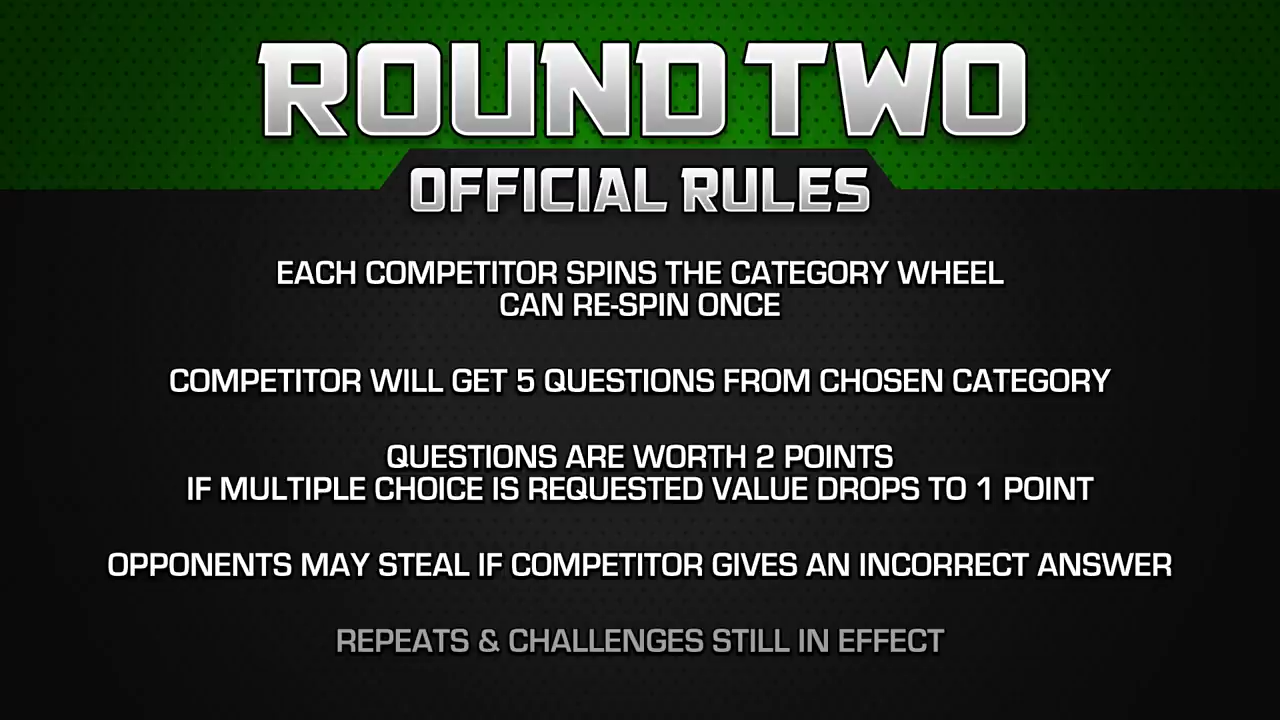 ROUND TWO
OFFICIAL RULES
EACH COMPETITOR SPINS THE CATEGORY WHEEL
CAN RE-SPIN ONCE
COMPETITOR WILL GET 5 QUESTIONS FROM CHOSEN CATEGORY
QUESTIONS ARE WORTH 2 POINTS
IF MULTIPLE CHOICE IS REQUESTED VALUE DROPS TO 1 POINT
OPPONENTS MAY STEAL IF COMPETITOR GIVES AN INCORRECT ANSWER
REPEATS & CHALLENGES STILL IN EFFECT